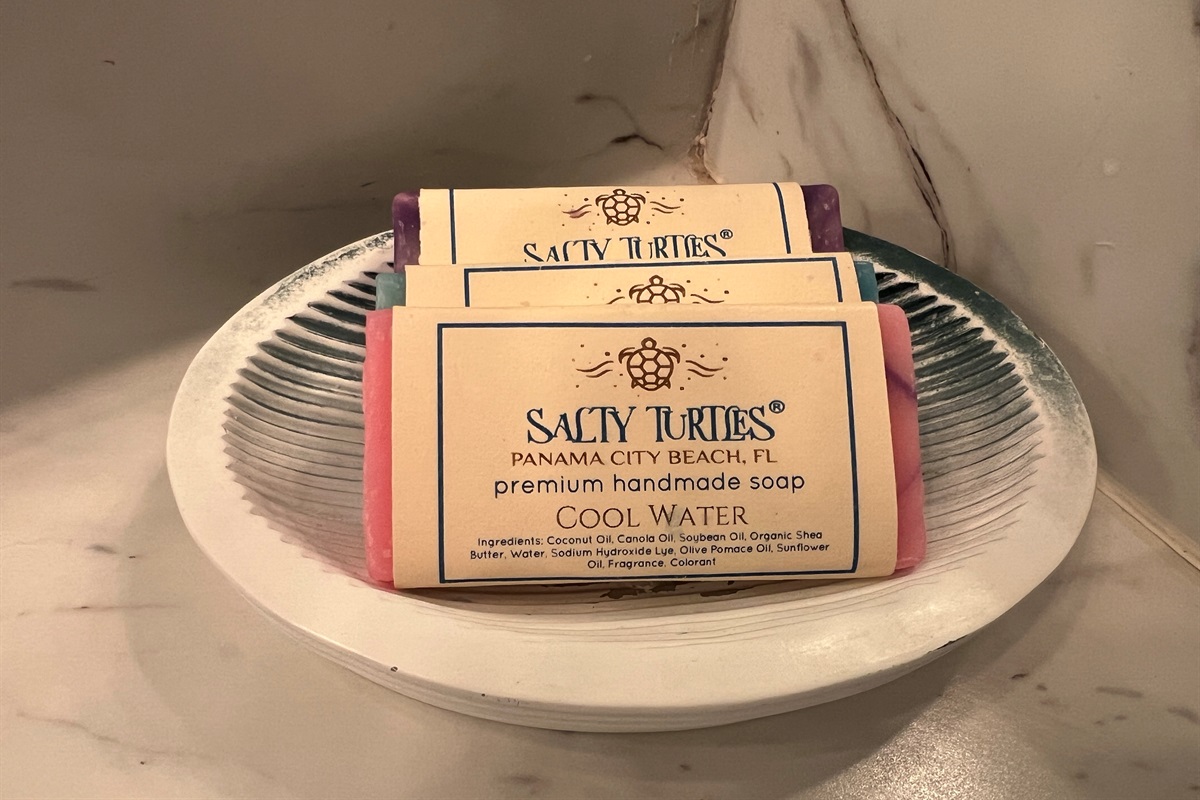 SALTY TURTLES®
SALTY TURTLES®
PANAMA CITY BEACH, FL
premium handmade soap
COOL WATER
Ingredients: Coconut Oil, Canola Oil, Soybean Oil, Organic Shea
Butter, Water, Sodium Hydroxide Lye, Olive Pomace Oil, Sunflower
Oil, Fragrance, Colorant